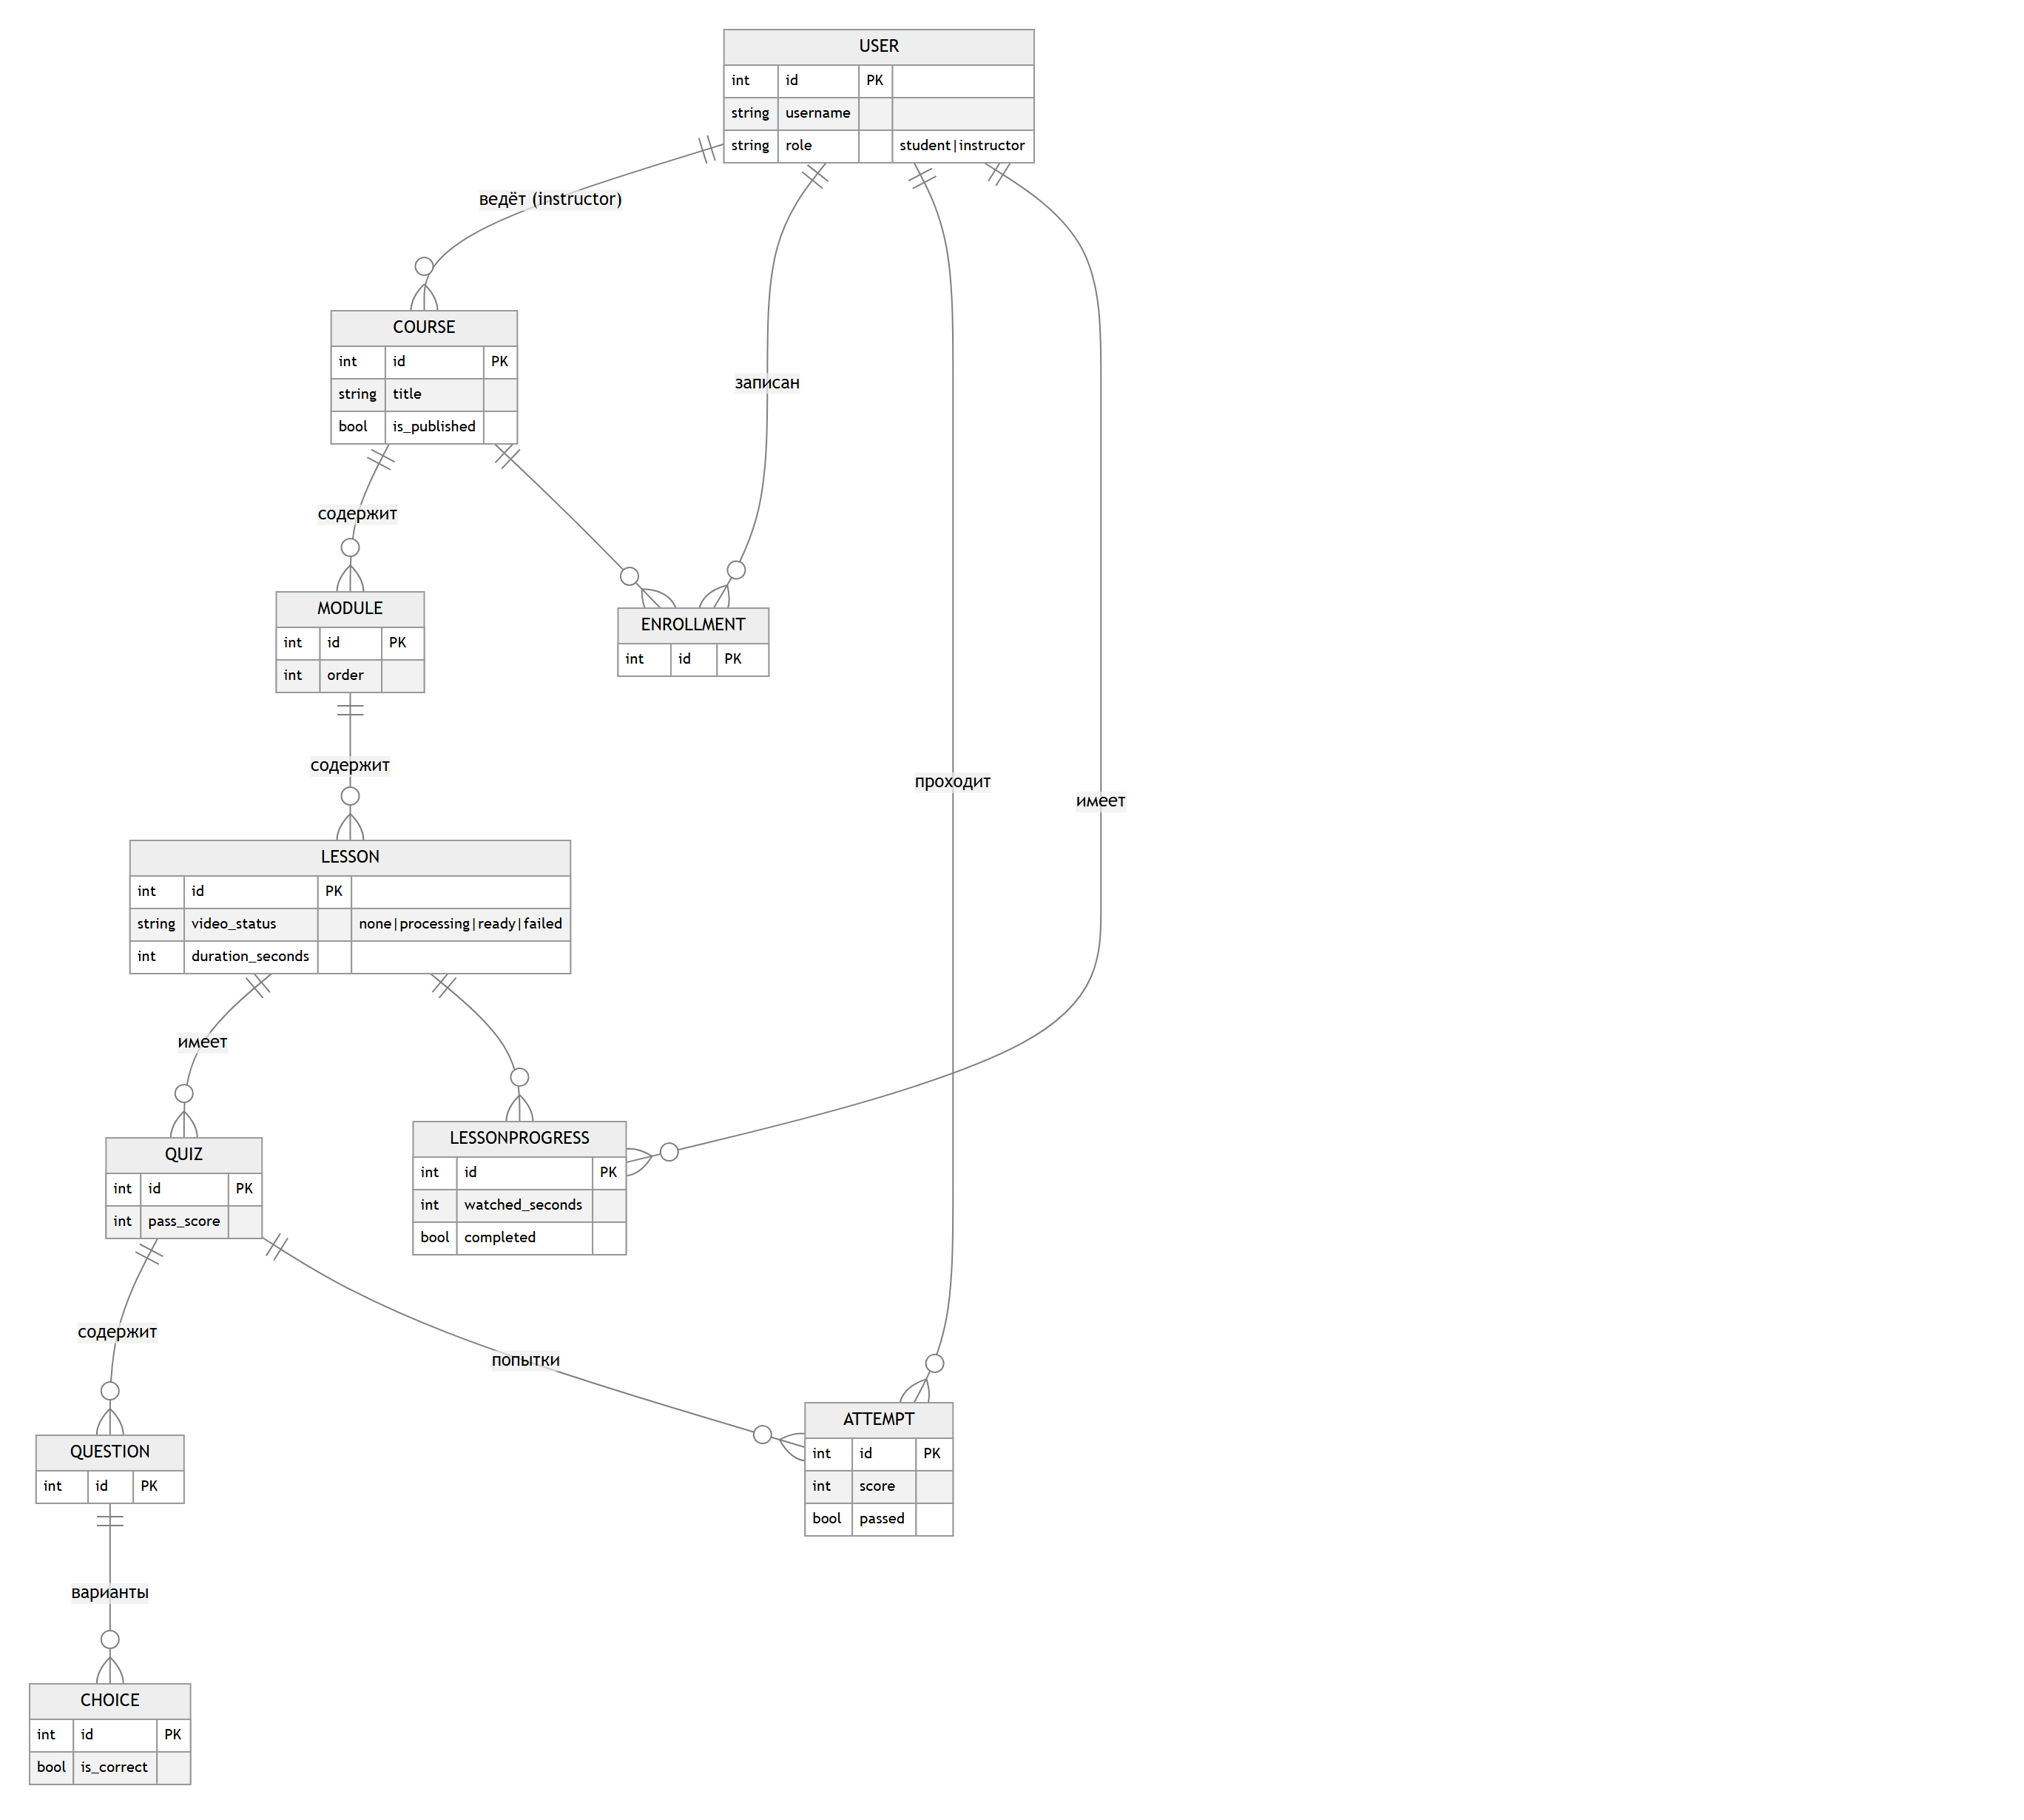 USER
int id PK
string username
string role student|instructor
ведёт (instructor)
COURSE
int id PK
string title
bool is_published
записан
содержит
MODULE
int id PK
int order
ENROLLMENT
int id PK
содержит
проходит
имеет
LESSON
int id PK
string video_status none|processing|ready|failed
int duration_seconds
имеет
LESSONPROGRESS
int id PK
int watched_seconds
bool completed
QUIZ
int id PK
int pass_score
содержит
попытки
ATTEMPT
int id PK
int score
bool passed
QUESTION
int id PK
варианты
CHOICE
int id PK
bool is_correct